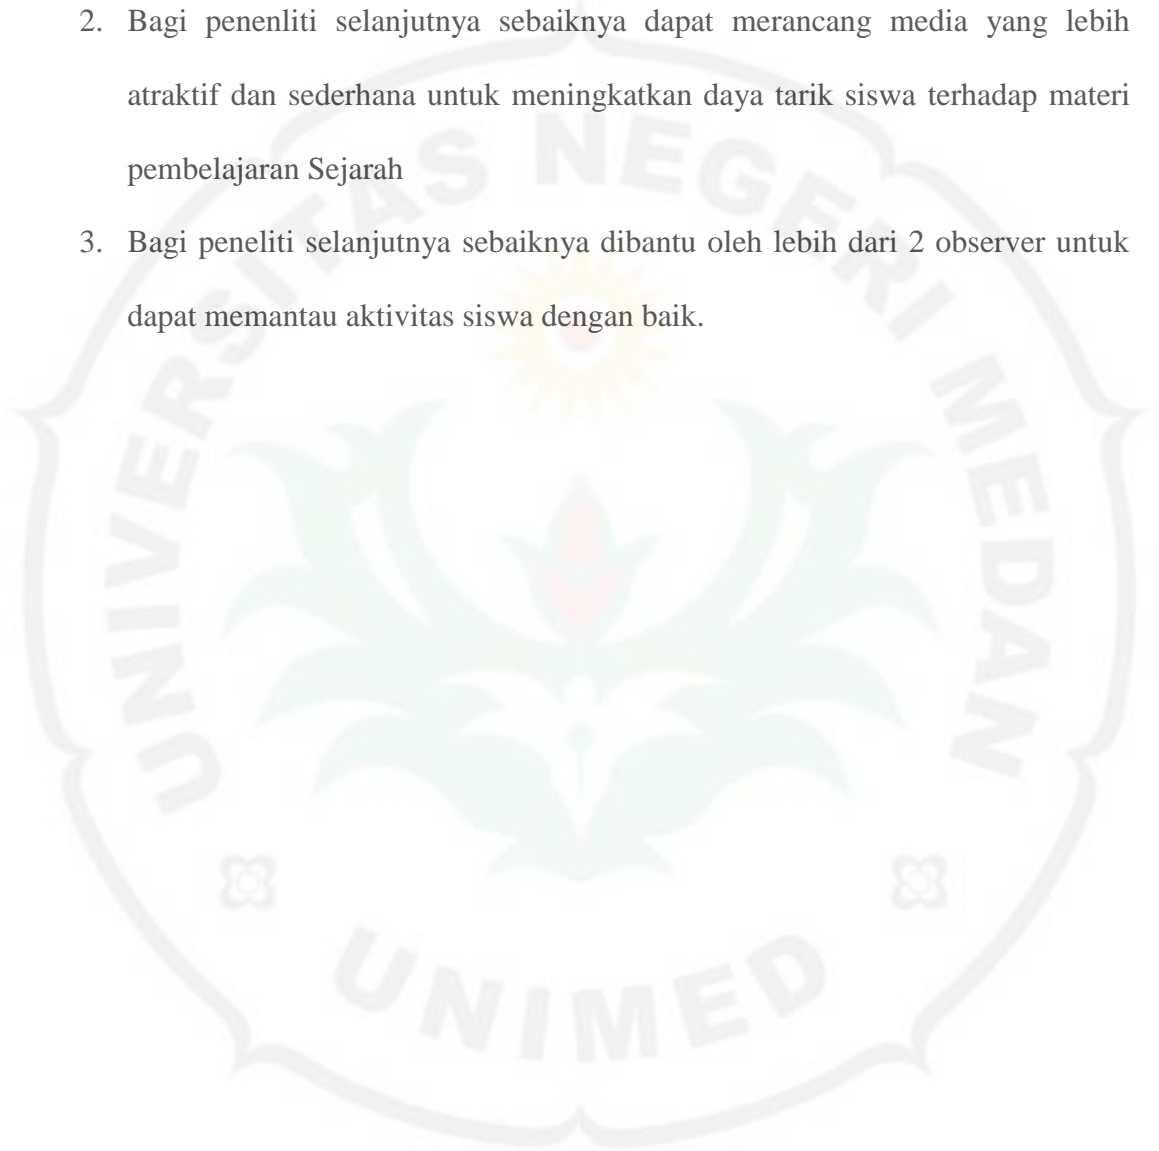 2. Bagi penenliti selanjutnya sebaiknya dapat merancang media yang lebih
atraktif dan sederhana untuk meningkatkan daya tarik siswa terhadap materi
pembelajaran Sejarah
3. Bagi peneliti selanjutnya sebaiknya dibantu oleh lebih dari 2 observer untuk
dapat memantau aktivitas siswa dengan baik.
UNIVERSITAS NEGERI MEDAN
UNIMED